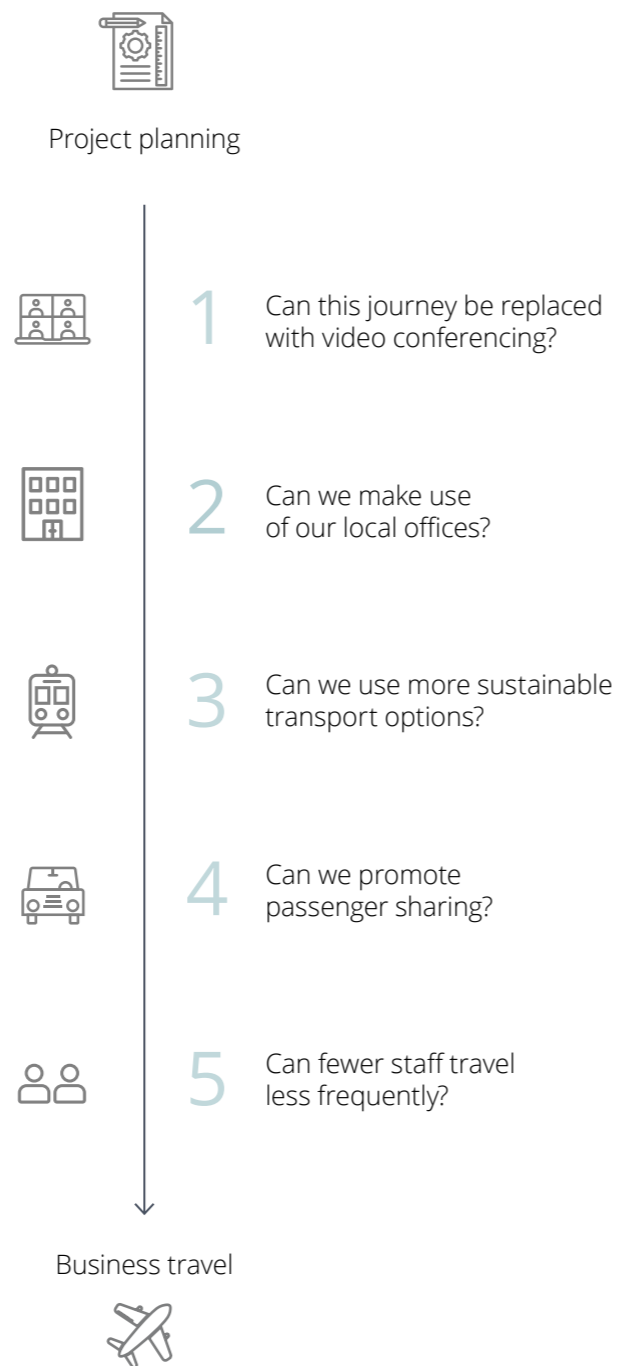 Project planning
1
Can this journey be replaced
with video conferencing?
2
Can we make use
of our local offices?
3
Can we use more sustainable
transport options?
4
Can we promote
passenger sharing?
5
Can fewer staff travel
less frequently?
Business travel